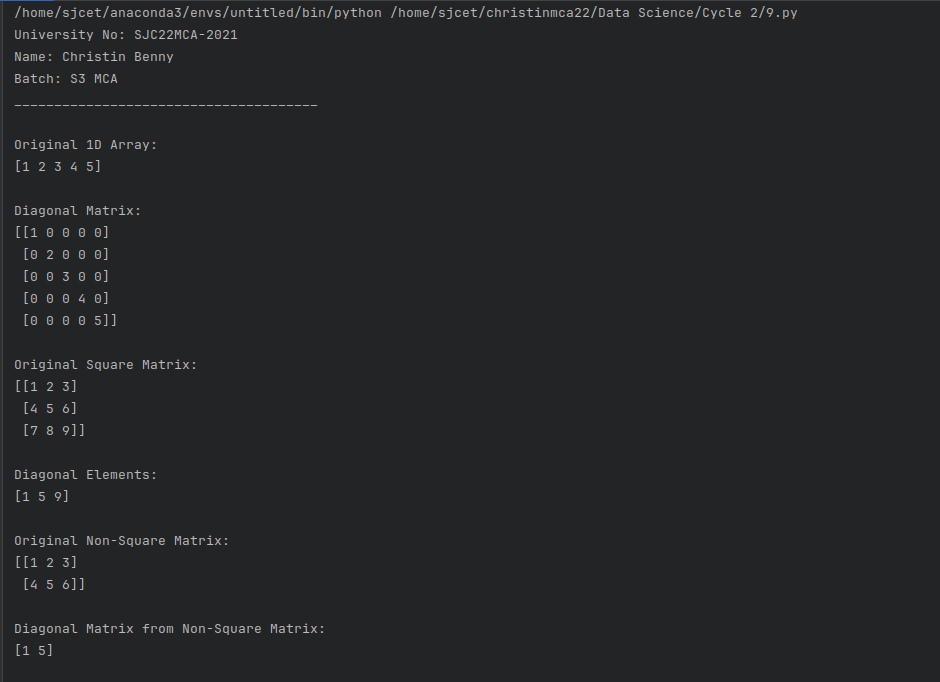 /home/sjcet/anaconda3/envs/untitled/bin/python /home/sjcet/christinmca22/Data Science/Cycle 2/9.py
University No: SJC22MCA-2021
Name: Christin Benny
Batch: S3 MCA
______________________________________
Original 1D Array:
[1 2 3 4 5]
Diagonal Matrix:
[[1 0 0 0 0]
 [0 2 0 0 0]
 [0 0 3 0 0]
 [0 0 0 4 0]
 [0 0 0 0 5]]
Original Square Matrix:
[[1 2 3]
 [4 5 6]
 [7 8 9]]
Diagonal Elements:
[1 5 9]
Original Non-Square Matrix:
[[1 2 3]
 [4 5 6]]
Diagonal Matrix from Non-Square Matrix:
[1 5]